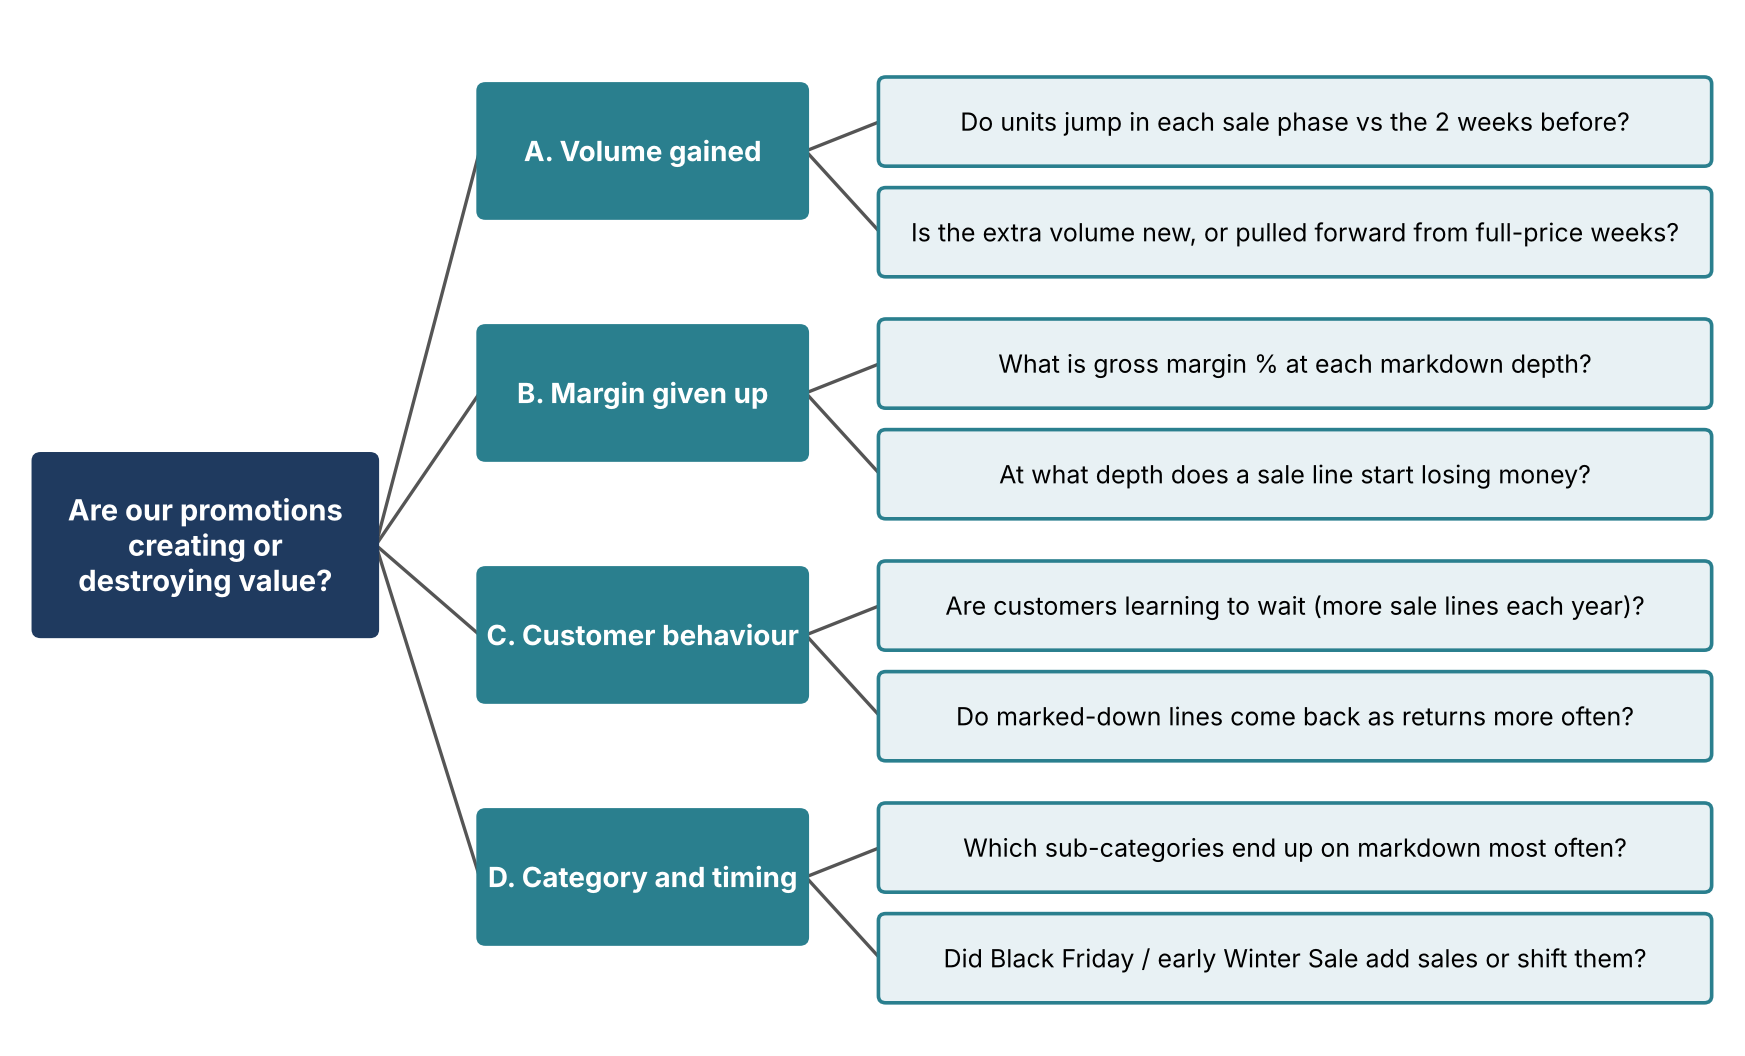 Are our promotions
creating or
destroying value?
A. Volume gained
Do units jump in each sale phase vs the 2 weeks before?
Is the extra volume new, or pulled forward from full-price weeks?
B. Margin given up
What is gross margin % at each markdown depth?
At what depth does a sale line start losing money?
C. Customer behaviour
Are customers learning to wait (more sale lines each year)?
Do marked-down lines come back as returns more often?
D. Category and timing
Which sub-categories end up on markdown most often?
Did Black Friday / early Winter Sale add sales or shift them?